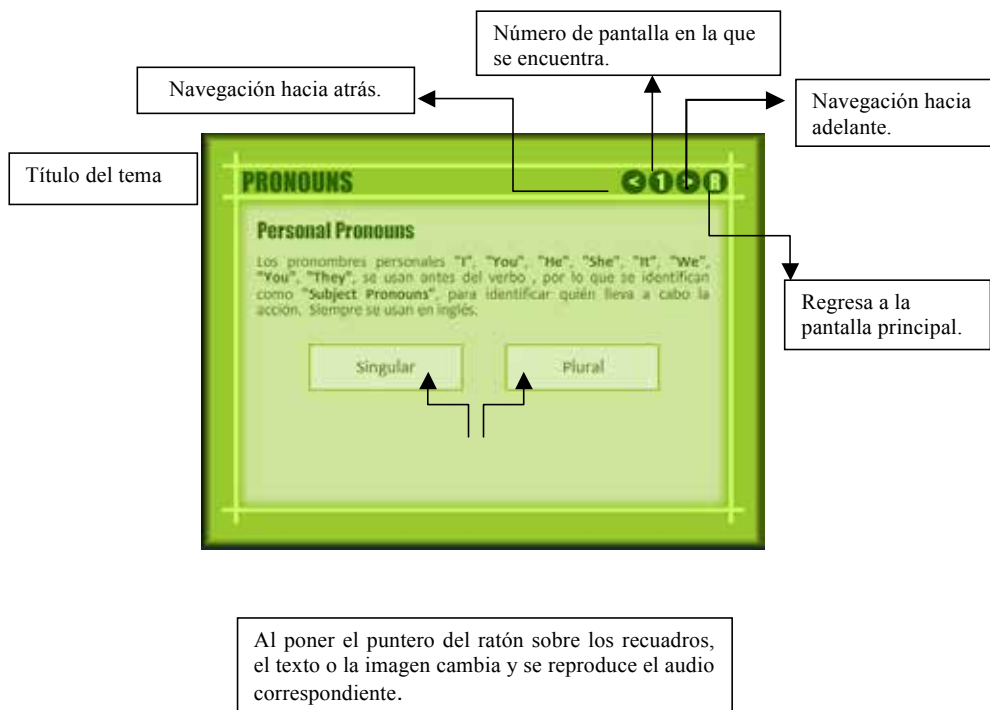 Número de pantalla en la que
se encuentra.
Navegación hacia atrás.
Navegación hacia
adelante.
Título del tema
PRONOUNS
< 1 > R
Personal Pronouns
Los pronombres personales "I", "You", "He", "She", "It", "We",
"You", "They", se usan antes del verbo , por lo que se identifican
como "Subject Pronouns", para identificar quién lleva a cabo la
acción. Siempre se usan en inglés.
Regresa a la
pantalla principal.
Singular
Plural
Al poner el puntero del ratón sobre los recuadros,
el texto o la imagen cambia y se reproduce el audio
correspondiente.